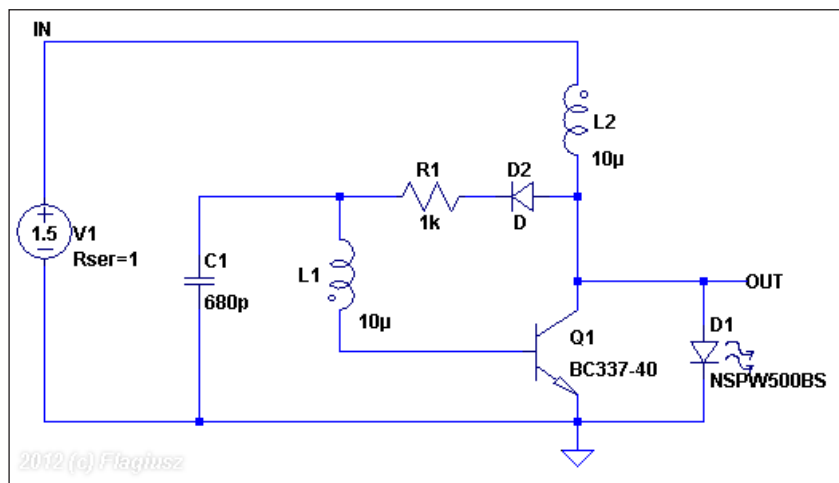 IN
L2
10µ
R1
D2
1k
D
+
1.5
V1
−
Rser=1
C1
680p
L1
10µ
OUT
D1
Q1
BC337-40
NSPW500BS
2012 (c) Flagiusz